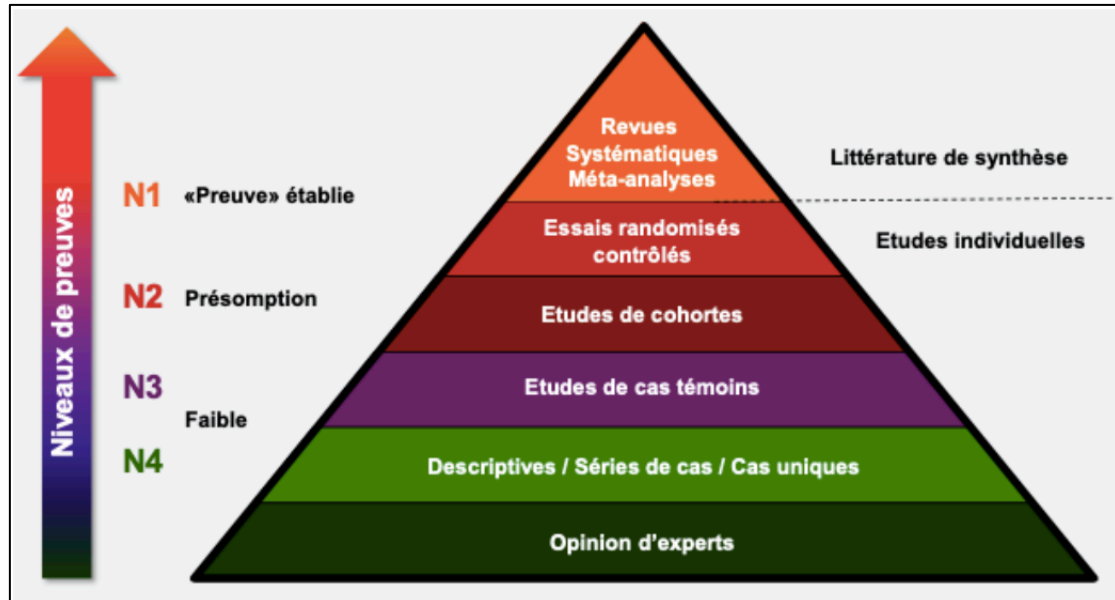 Niveaux de preuves
N1
«Preuve» établie
N2
Présomption
N3
Faible
N4
Revues
Systématiques
Méta-analyses
Essais randomisés
contrôlés
Etudes de cohortes
Etudes de cas témoins
Descriptives / Séries de cas / Cas uniques
Opinion d’experts
Littérature de synthèse
Etudes individuelles